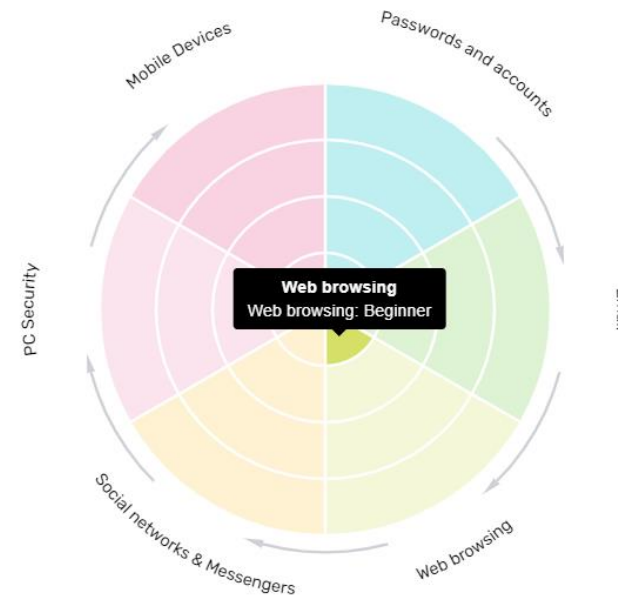 Mobile Devices
Passwords and accounts
Web browsing
Web browsing: Beginner
PC Security
Social networks & Messengers
Web browsing